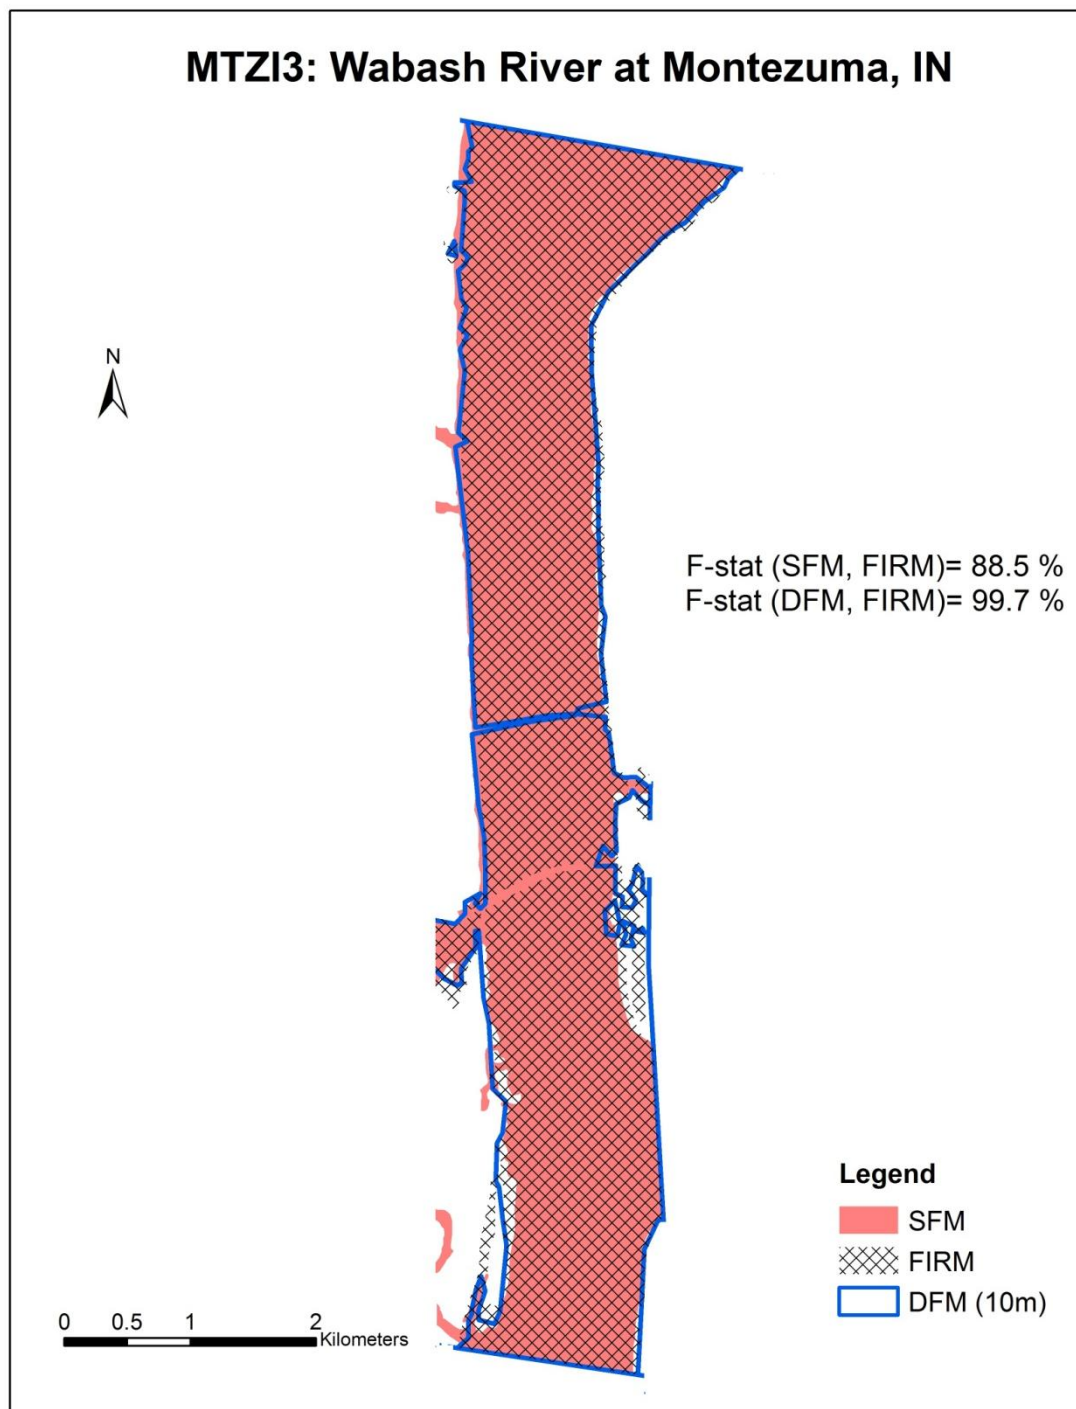 MTZI3: Wabash River at Montezuma, IN
N
F-stat (SFM, FIRM)= 88.5 %
F-stat (DFM, FIRM)= 99.7 %
Legend
SFM
FIRM
DFM (10m)
0 0.5 1 2
Kilometers